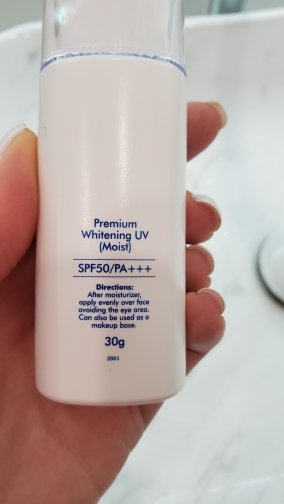 Premium
Whitening UV
(Moist)
SPF50/PA+++
Directions:
After moisturizer,
apply evenly over face
avoiding the eye area.
Can also be used as a
makeup base.
30g
2001